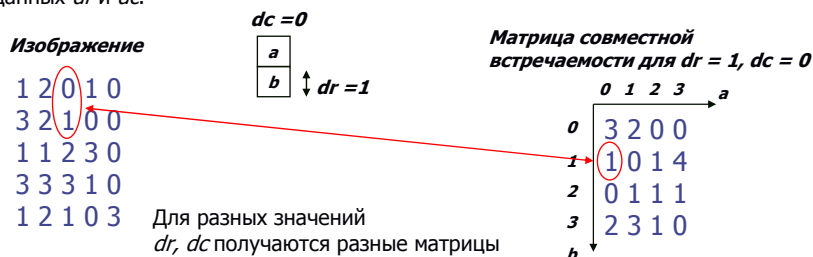 данных dr и dc.
dc =0
Изображение
a
b
dr =1
1 2 0 1 0
3 2 1 0 0
1 1 2 3 0
3 3 3 1 0
1 2 1 0 3
Для разных значений
dr, dc получаются разные матрицы
Матрица совместной
встречаемости для dr = 1, dc = 0
0 1 2 3
a
0 3 2 0 0
1 1 0 1 4
2 0 1 1 1
3 2 3 1 0
b